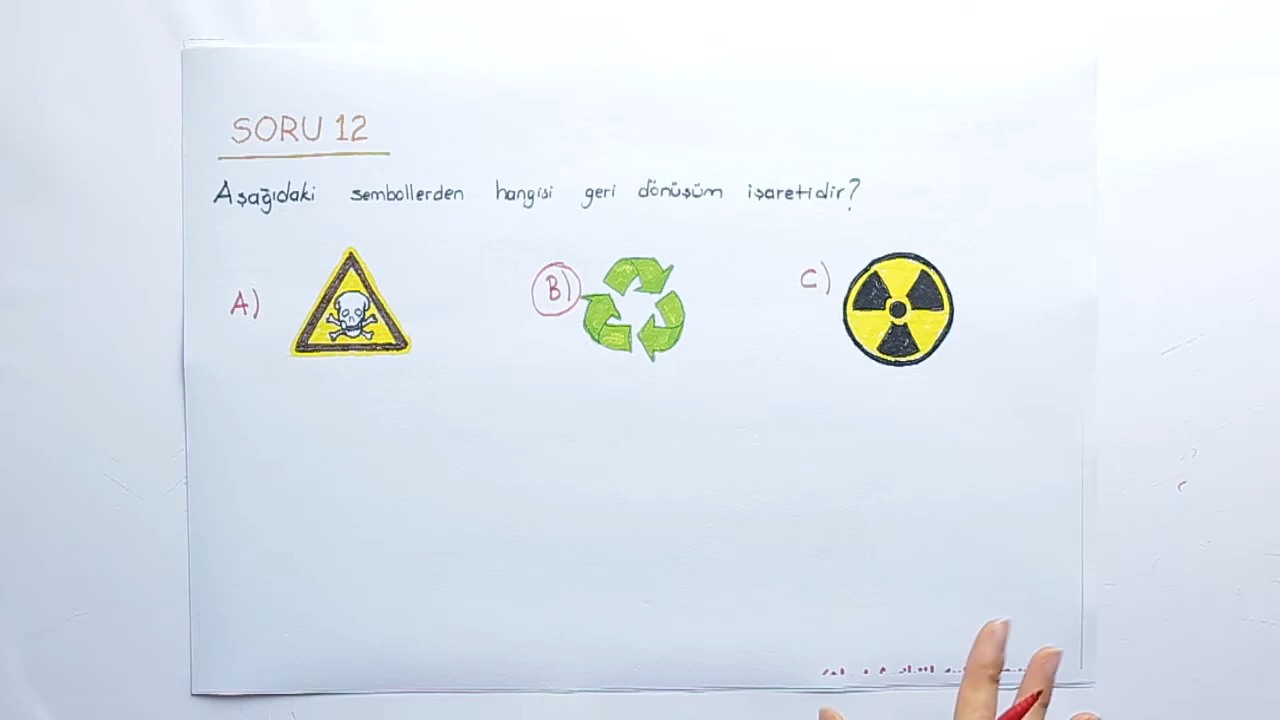 SORU 12
Aşağıdaki sembollerden hangisi geri dönüşüm işaretidir?
A) B) C)